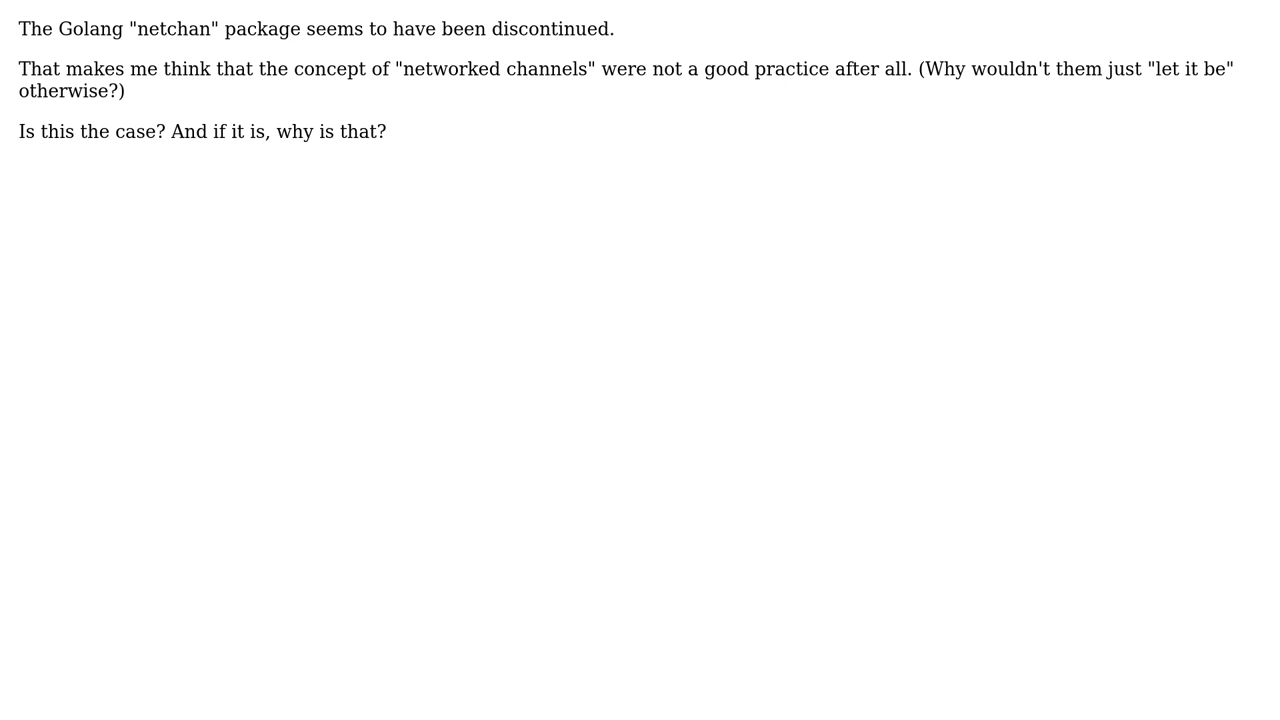 The Golang "netchan" package seems to have been discontinued.
That makes me think that the concept of "networked channels" were not a good practice after all. (Why wouldn't them just "let it be"
otherwise?)
Is this the case? And if it is, why is that?